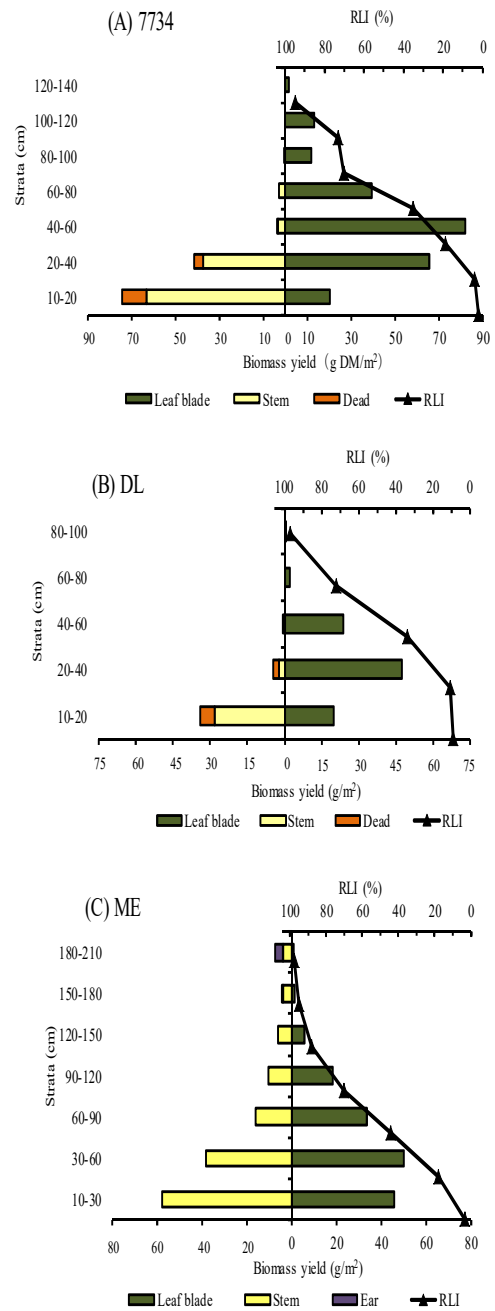 (A) 7734
RLI (%)
100 80 60 40 20 0
120-140
100-120
80-100
60-80
40-60
20-40
10-20
Strata (cm)
90 70 50 30 10 0 10 30 50 70 90
Biomass yield (g DM/m²)
Leaf blade Stem Dead RLI
(B) DL
RLI (%)
100 80 60 40 20 0
80-100
60-80
40-60
20-40
10-20
Strata (cm)
75 60 45 30 15 0 15 30 45 60 75
Biomass yield (g/m²)
Leaf blade Stem Dead RLI
(C) ME
RLI (%)
100 80 60 40 20 0
180-210
150-180
120-150
90-120
60-90
30-60
10-30
Strata (cm)
80 60 40 20 0 20 40 60 80
Biomass yield (g/m²)
Leaf blade Stem Ear RLI